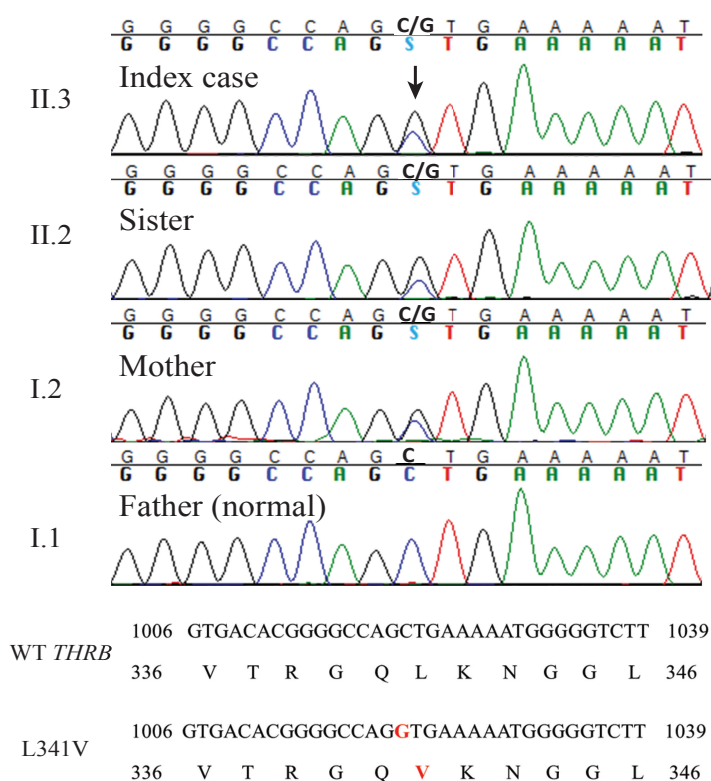 G G G G C C A G C/G T G A A A A A T
G G G G C C A G S T G A A A A A T
II.3 Index case
G G G G C C A G C/G T G A A A A A T
G G G G C C A G S T G A A A A A T
II.2 Sister
G G G G C C A G C/G T G A A A A A T
G G G G C C A G S T G A A A A A T
I.2 Mother
G G G G C C A G C T G A A A A A T
G G G G C C A G C T G A A A A A T
I.1 Father (normal)
1006 GTGACACGGGGCCAGCTGAAAAATGGGGGTCTT 1039
WT THRB
336 V T R G Q L K N G G L 346
1006 GTGACACGGGGCCAGGTGAAAAATGGGGGTCTT 1039
L341V
336 V T R G Q V K N G G L 346